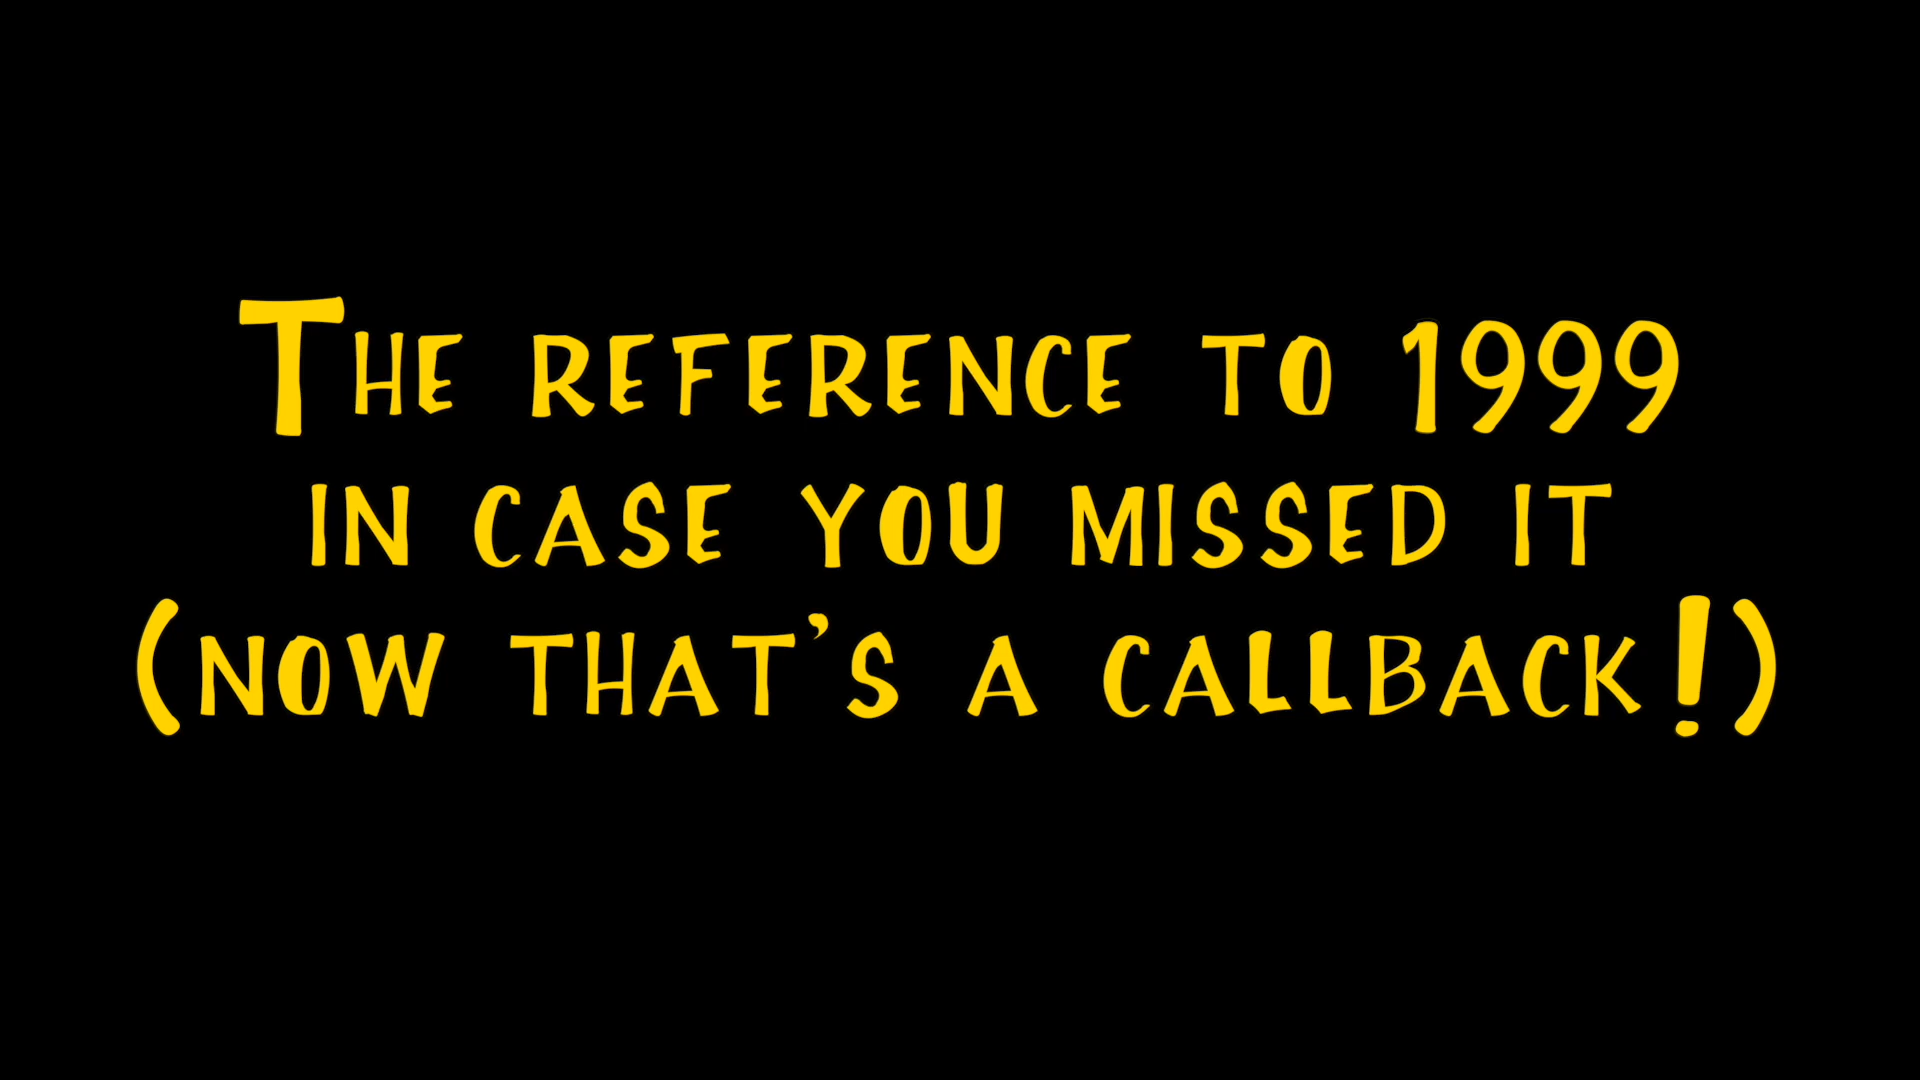 The reference to 1999
in case you missed it
(now that's a callback!)